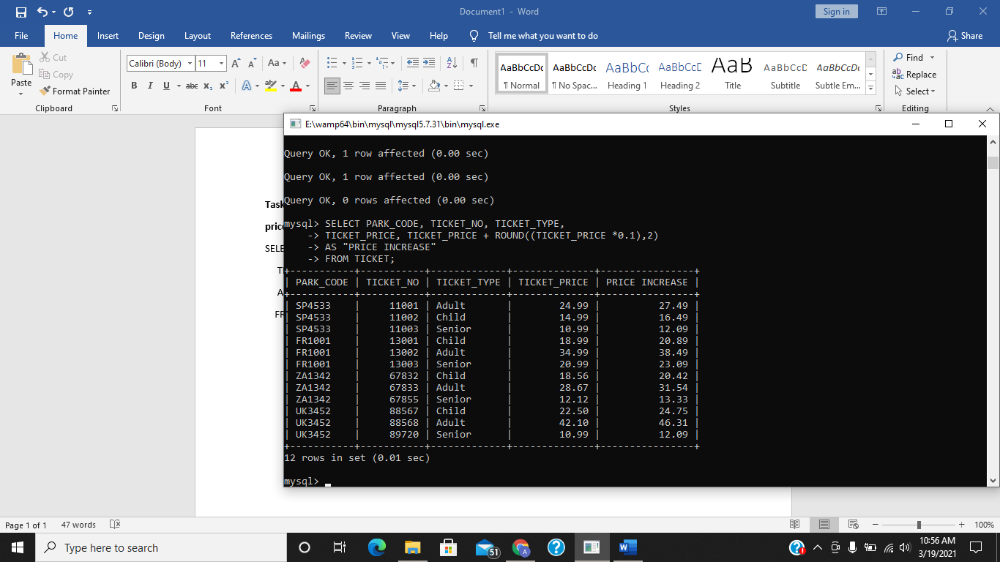 Document1 - Word
Sign in
File Home Insert Design Layout References Mailings Review View Help Tell me what you want to do Share
Paste
Cut
Copy
Format Painter
Clipboard
Calibri (Body) 11
A A Aa
B I U abc x₂ x² A A
Font
Paragraph
AaBbCcDc AaBbCcDc AaBbCc AaBbCcD AaB AaBbCcD AaBbCcDc
¶ Normal ¶ No Spac... Heading 1 Heading 2 Title Subtitle Subtle Em...
Styles
Find
Replace
Select
Editing
Task
price
SELE
T
A
FR
E:\wamp64\bin\mysql\mysql5.7.31\bin\mysql.exe
Query OK, 1 row affected (0.00 sec)
Query OK, 1 row affected (0.00 sec)
Query OK, 0 rows affected (0.00 sec)
mysql> SELECT PARK_CODE, TICKET_NO, TICKET_TYPE,
    -> TICKET_PRICE, TICKET_PRICE + ROUND((TICKET_PRICE *0.1),2)
    -> AS "PRICE INCREASE"
    -> FROM TICKET;
+-----------+-----------+-------------+--------------+----------------+
| PARK_CODE | TICKET_NO | TICKET_TYPE | TICKET_PRICE | PRICE INCREASE |
+-----------+-----------+-------------+--------------+----------------+
| SP4533    |     11001 | Adult       |        24.99 |          27.49 |
| SP4533    |     11002 | Child       |        14.99 |          16.49 |
| SP4533    |     11003 | Senior      |        10.99 |          12.09 |
| FR1001    |     13001 | Child       |        18.99 |          20.89 |
| FR1001    |     13002 | Adult       |        34.99 |          38.49 |
| FR1001    |     13003 | Senior      |        20.99 |          23.09 |
| ZA1342    |     67832 | Child       |        18.56 |          20.42 |
| ZA1342    |     67833 | Adult       |        28.67 |          31.54 |
| ZA1342    |     67855 | Senior      |        12.12 |          13.33 |
| UK3452    |     88567 | Child       |        22.50 |          24.75 |
| UK3452    |     88568 | Adult       |        42.10 |          46.31 |
| UK3452    |     89720 | Senior      |        10.99 |          12.09 |
+-----------+-----------+-------------+--------------+----------------+
12 rows in set (0.01 sec)
mysql>
Page 1 of 1 47 words 100%
Type here to search
51
10:56 AM
3/19/2021